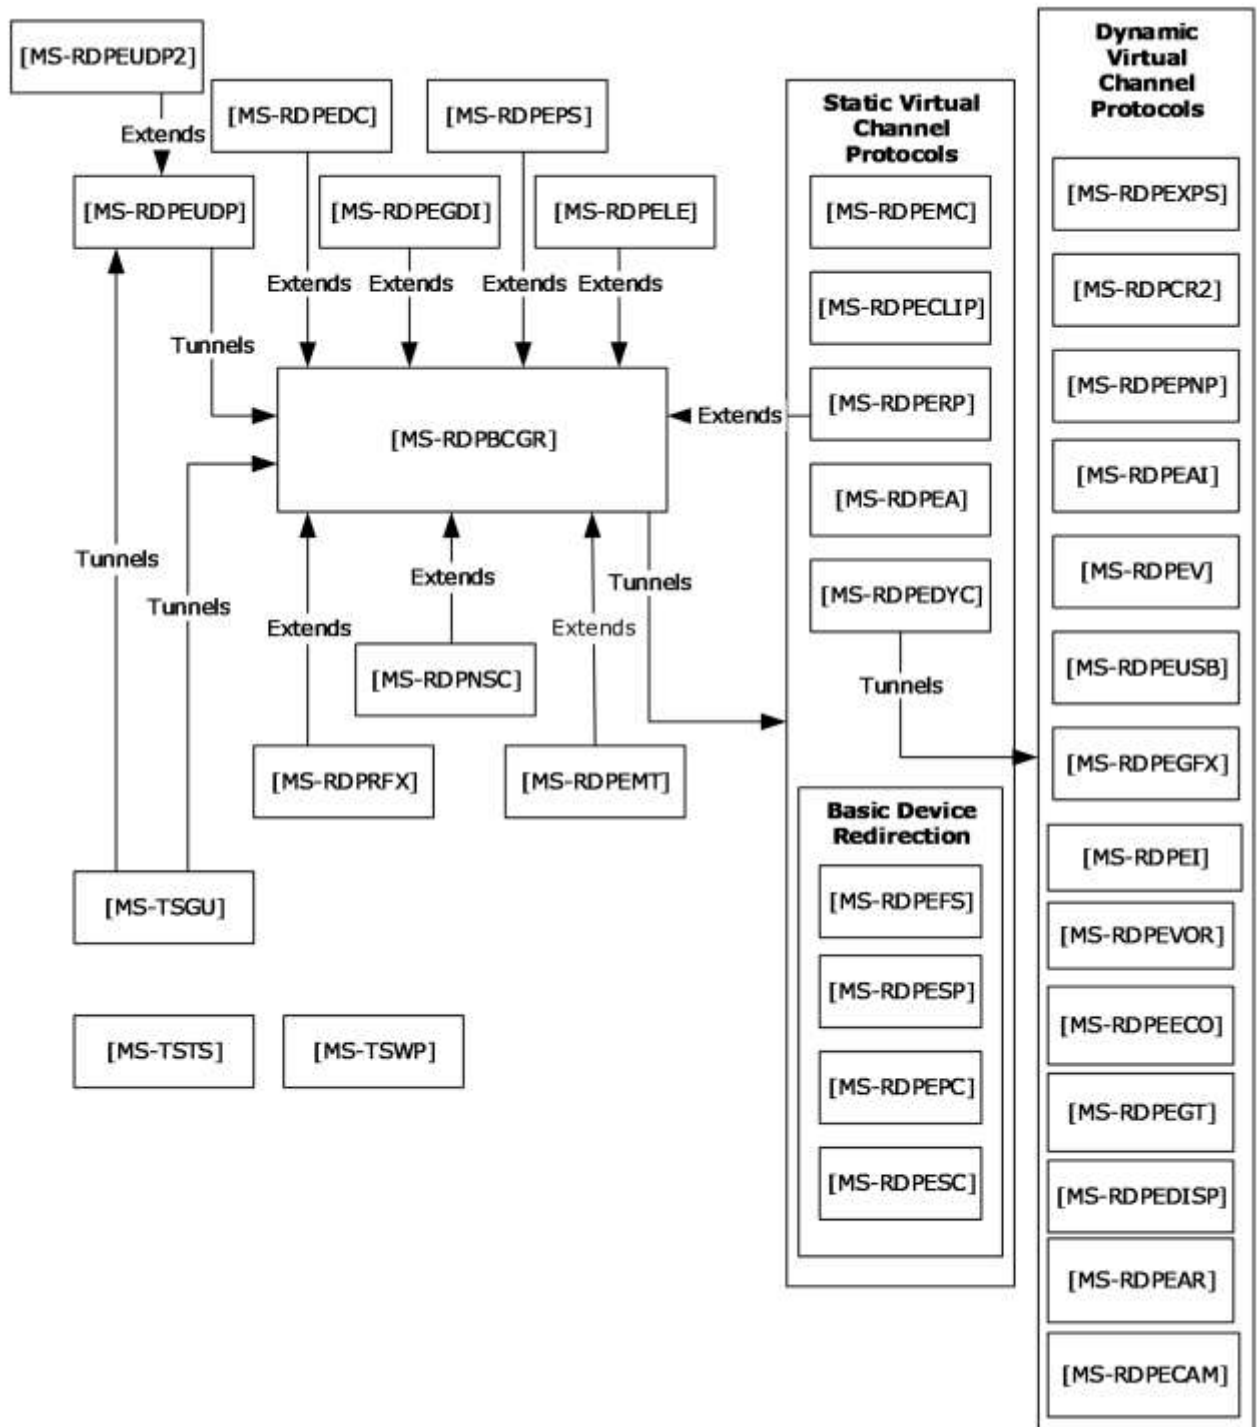 [MS-RDPEUDP2]
Extends
[MS-RDPEUDP]
[MS-RDPEDC]
[MS-RDPEPS]
[MS-RDPEGDI]
[MS-RDPELE]
Extends
Extends
Extends
Extends
Tunnels
[MS-RDPBCGR]
Extends
Tunnels
Tunnels
Extends
Extends
Extends
Tunnels
[MS-RDPNSC]
[MS-RDPRFX]
[MS-RDPEMT]
[MS-TSGU]
[MS-TSTS]
[MS-TSWP]
Static Virtual
Channel
Protocols
[MS-RDPEMC]
[MS-RDPECLIP]
[MS-RDPERP]
[MS-RDPEA]
[MS-RDPEDYC]
Tunnels
Basic Device
Redirection
[MS-RDPEFS]
[MS-RDPESP]
[MS-RDPEPC]
[MS-RDPESC]
Dynamic
Virtual
Channel
Protocols
[MS-RDPEXPS]
[MS-RDPCR2]
[MS-RDPEPNP]
[MS-RDPEAI]
[MS-RDPEV]
[MS-RDPEUSB]
[MS-RDPEGFX]
[MS-RDPEI]
[MS-RDPEVOR]
[MS-RDPEECO]
[MS-RDPEGT]
[MS-RDPEDISP]
[MS-RDPEAR]
[MS-RDPECAM]